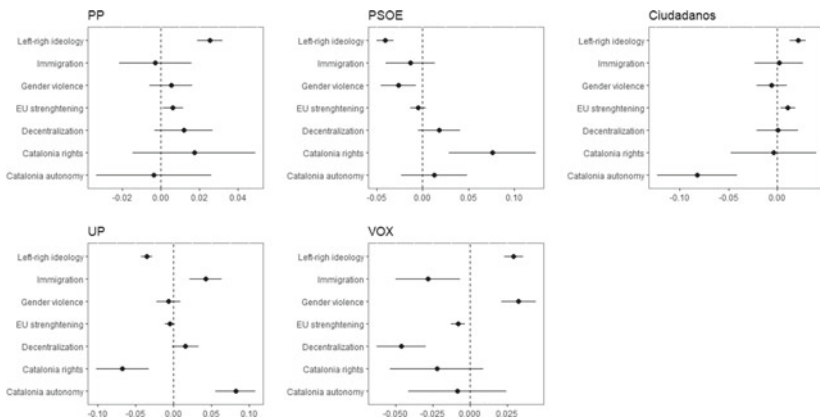 PP
Left-righ ideology
Immigration
Gender violence
EU strenghtening
Decentralization
Catalonia rights
Catalonia autonomy
-0.02 0.00 0.02 0.04
PSOE
Left-righ ideology
Immigration
Gender violence
EU strenghtening
Decentralization
Catalonia rights
Catalonia autonomy
-0.05 0.00 0.05 0.10
Ciudadanos
Left-righ ideology
Immigration
Gender violence
EU strenghtening
Decentralization
Catalonia rights
Catalonia autonomy
-0.10 -0.05 0.00
UP
Left-righ ideology
Immigration
Gender violence
EU strenghtening
Decentralization
Catalonia rights
Catalonia autonomy
-0.10 -0.05 0.00 0.05 0.10
VOX
Left-righ ideology
Immigration
Gender violence
EU strenghtening
Decentralization
Catalonia rights
Catalonia autonomy
-0.050 -0.025 0.000 0.025